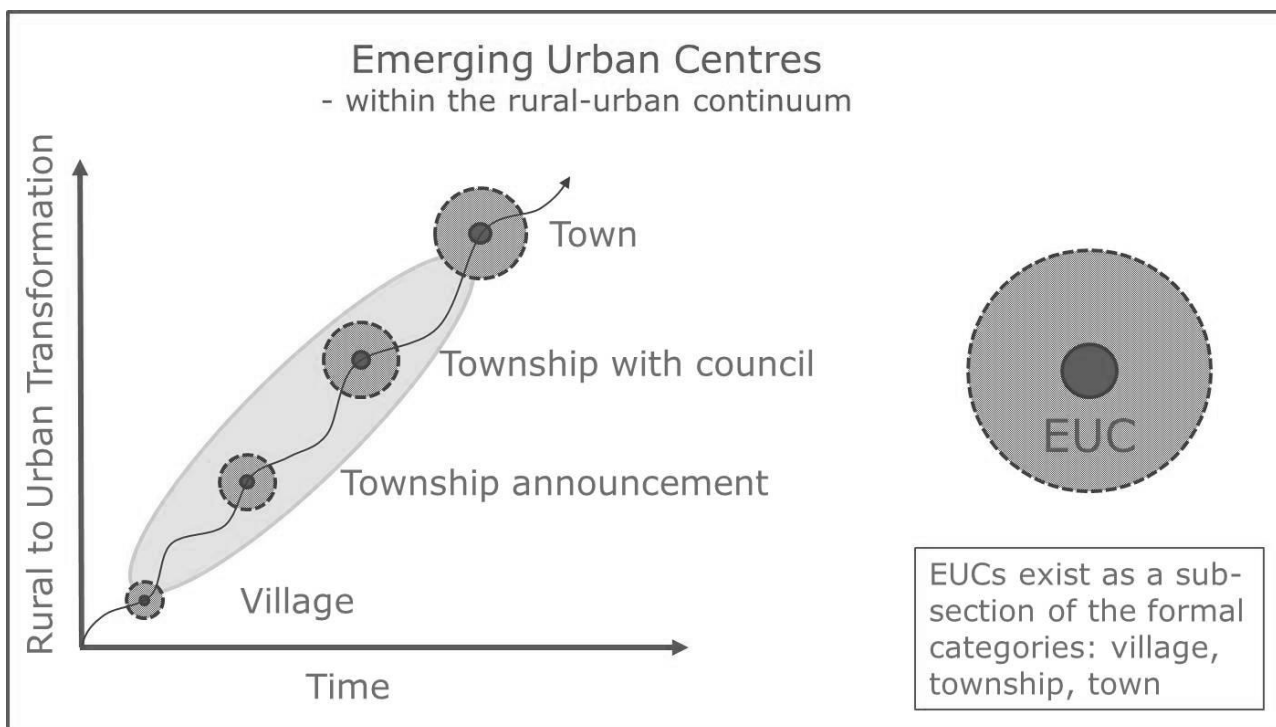 Emerging Urban Centres
- within the rural-urban continuum
Rural to Urban Transformation
Town
Township with council
Township announcement
Village
Time
EUC
EUCs exist as a sub-
section of the formal
categories: village,
township, town